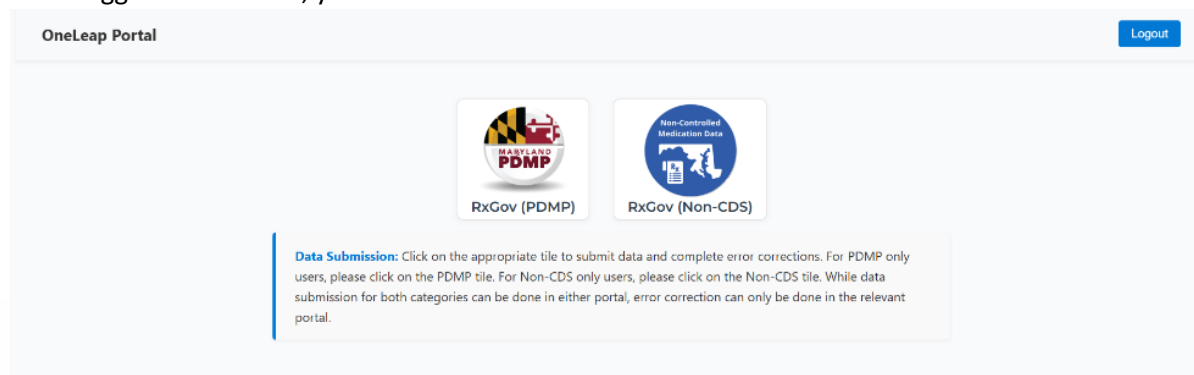 OneLeap Portal
Logout
MARYLAND
PDMP
RxGov (PDMP)
Non-Controlled
Medication Data
Rx
RxGov (Non-CDS)
Data Submission: Click on the appropriate tile to submit data and complete error corrections. For PDMP only
users, please click on the PDMP tile. For Non-CDS only users, please click on the Non-CDS tile. While data
submission for both categories can be done in either portal, error correction can only be done in the relevant
portal.